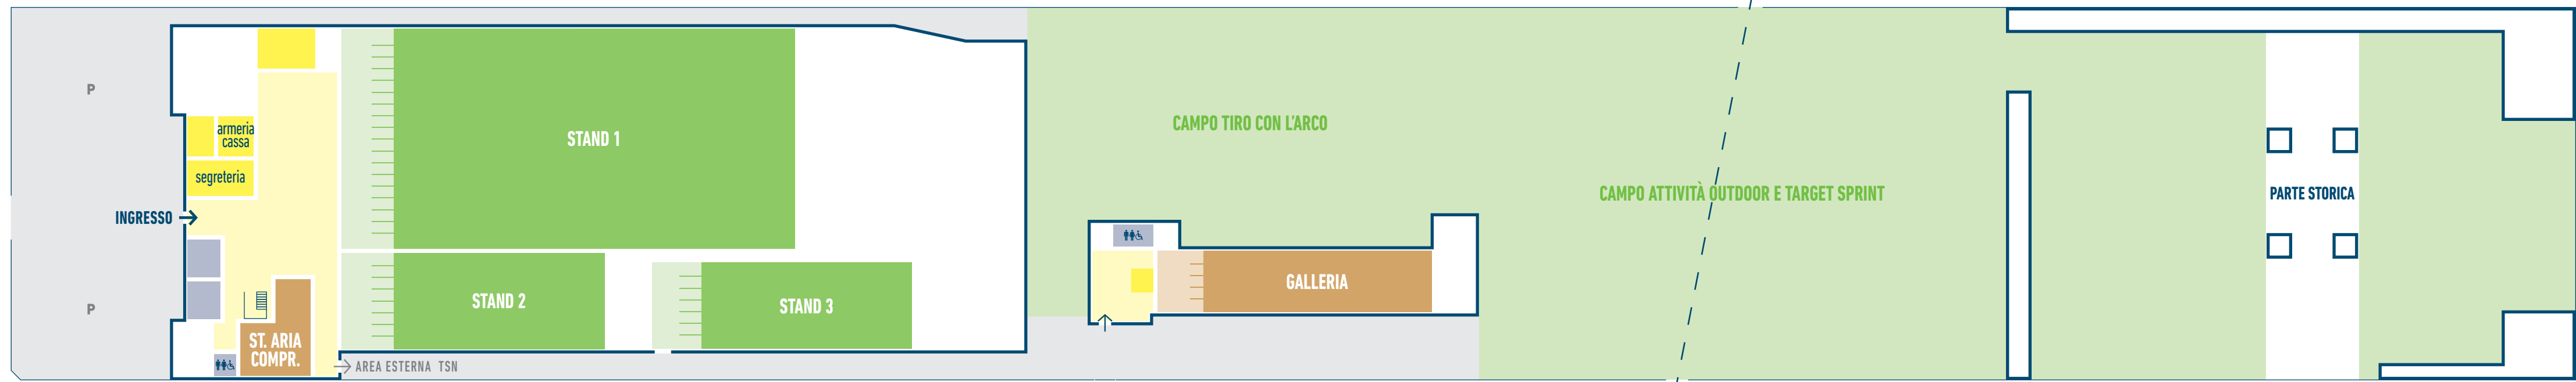 P
armeria
cassa
segreteria
INGRESSO
P
ST. ARIA
COMPR.
STAND 1
STAND 2
STAND 3
AREA ESTERNA TSN
CAMPO TIRO CON L'ARCO
GALLERIA
CAMPO ATTIVITÀ OUTDOOR E TARGET SPRINT
PARTE STORICA